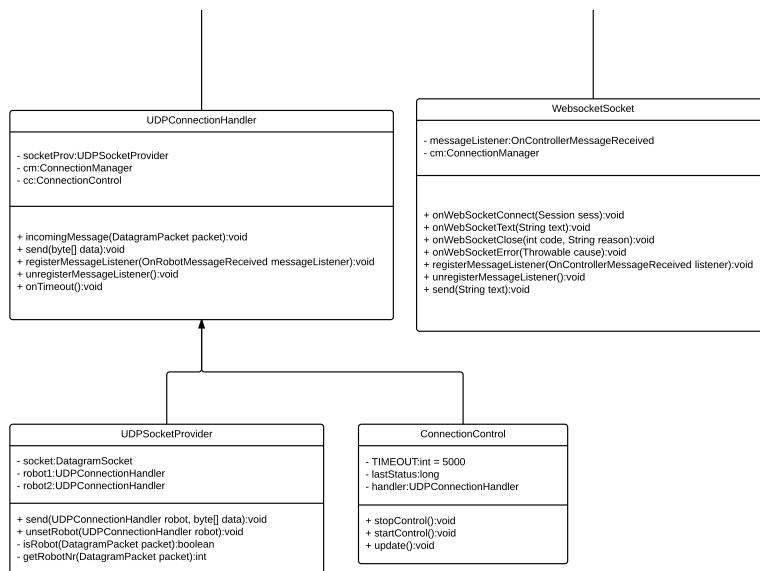 UDPConnectionHandler
- socketProv:UDPSocketProvider
- cm:ConnectionManager
- cc:ConnectionControl
+ incomingMessage(DatagramPacket packet):void
+ send(byte[] data):void
+ registerMessageListener(OnRobotMessageReceived messageListener):void
+ unregisterMessageListener():void
+ onTimeout():void
WebsocketSocket
- messageListener:OnControllerMessageReceived
- cm:ConnectionManager
+ onWebSocketConnect(Session sess):void
+ onWebSocketText(String text):void
+ onWebSocketClose(int code, String reason):void
+ onWebSocketError(Throwable cause):void
+ registerMessageListener(OnControllerMessageReceived listener):void
+ unregisterMessageListener():void
+ send(String text):void
UDPSocketProvider
- socket:DatagramSocket
- robot1:UDPConnectionHandler
- robot2:UDPConnectionHandler
+ send(UDPConnectionHandler robot, byte[] data):void
+ unsetRobot(UDPConnectionHandler robot):void
- isRobot(DatagramPacket packet):boolean
- getRobotNr(DatagramPacket packet):int
ConnectionControl
- TIMEOUT:int = 5000
- lastStatus:long
- handler:UDPConnectionHandler
+ stopControl():void
+ startControl():void
+ update():void